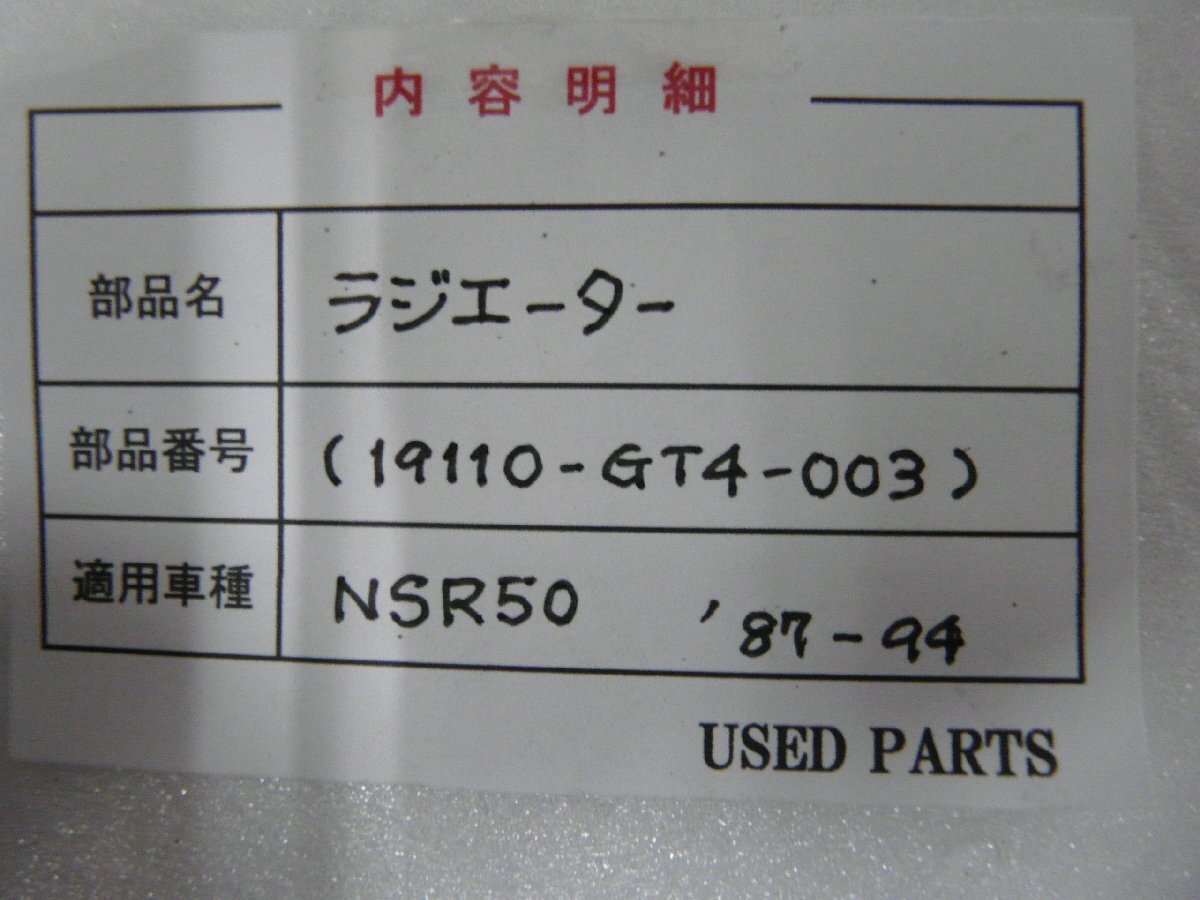 内容明細
部品名 ラジエーター
部品番号 (19110-GT4-003)
適用車種 NSR50 '87-94
USED PARTS